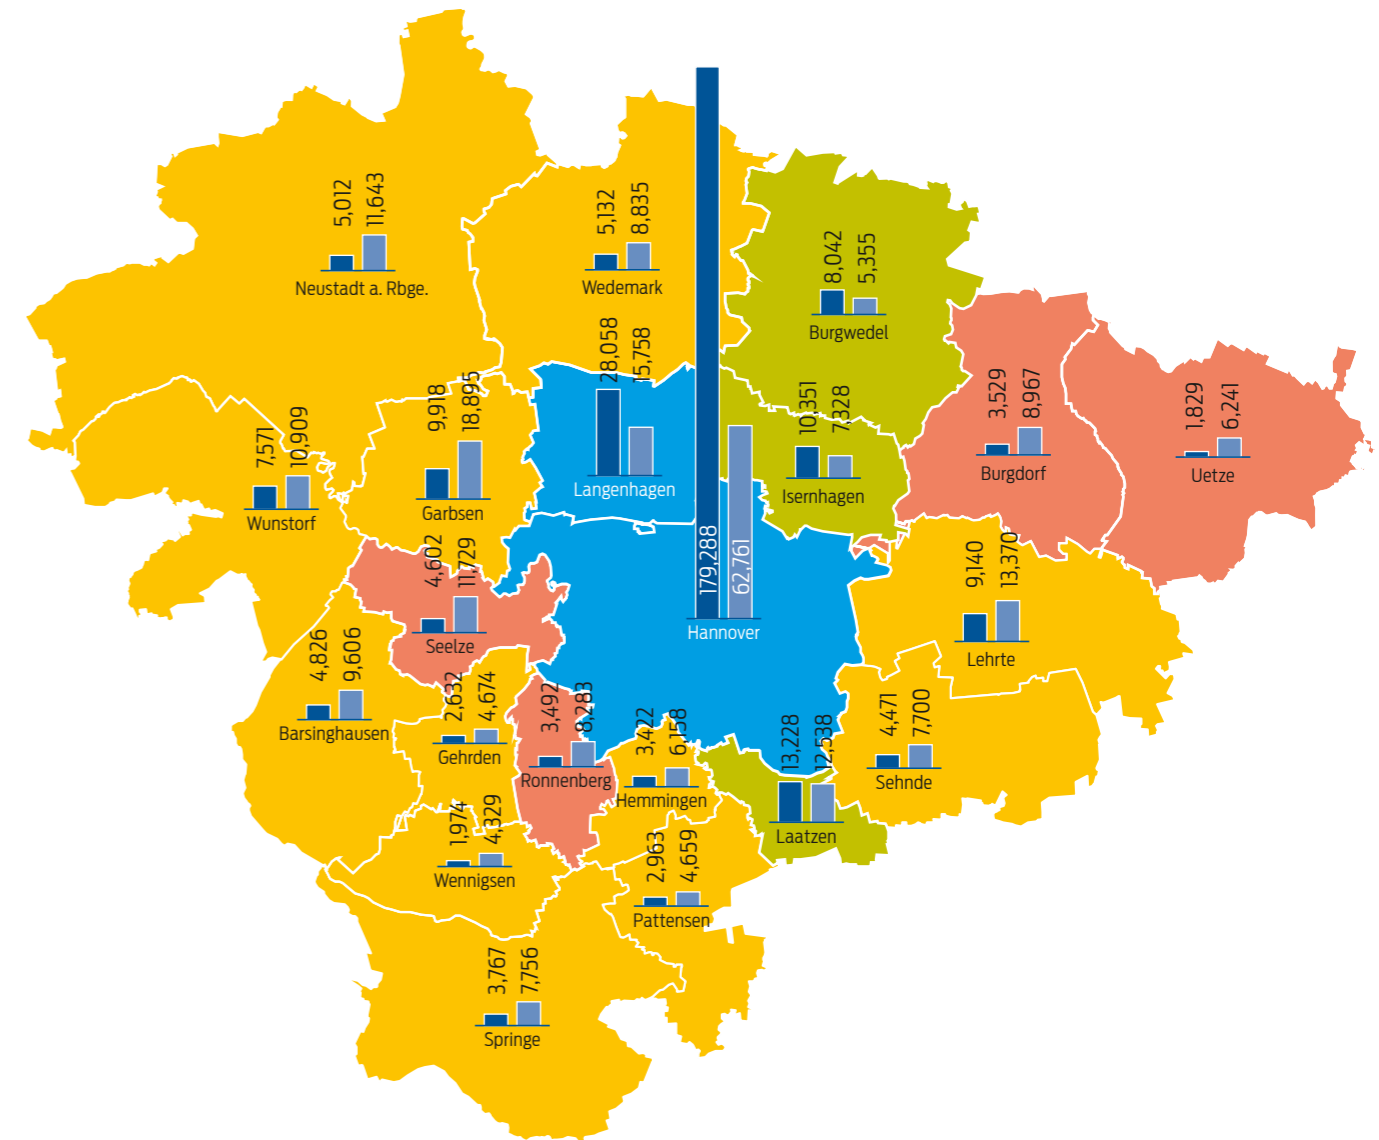 5,012
11,643
Neustadt a. Rbge.
5,132
8,835
Wedemark
8,042
5,355
Burgwedel
28,058
15,758
Langenhagen
9,918
18,895
Garbsen
7,571
10,909
Wunstorf
10,351
7,328
Isernhagen
3,529
8,967
Burgdorf
1,829
6,241
Uetze
179,288
62,761
Hannover
4,602
11,729
Seelze
9,140
13,370
Lehrte
4,826
9,606
Barsinghausen
2,632
4,674
Gehrden
3,492
8,283
Ronnenberg
3,422
6,158
Hemmingen
13,228
12,538
Laatzen
4,471
7,700
Sehnde
1,974
4,329
Wennigsen
2,963
4,659
Pattensen
3,767
7,756
Springe